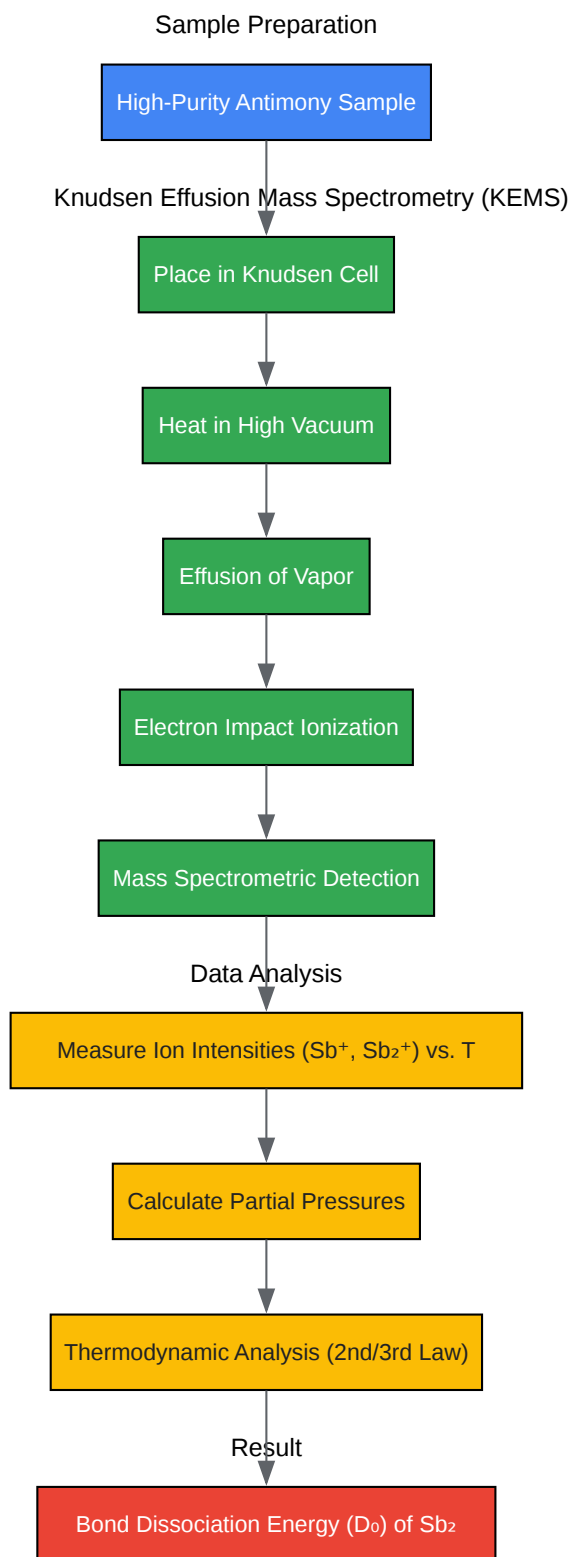 Sample Preparation
High-Purity Antimony Sample
Knudsen Effusion Mass Spectrometry (KEMS)
Place in Knudsen Cell
Heat in High Vacuum
Effusion of Vapor
Electron Impact Ionization
Mass Spectrometric Detection
Data Analysis
Measure Ion Intensities (Sb⁺, Sb₂⁺) vs. T
Calculate Partial Pressures
Thermodynamic Analysis (2nd/3rd Law)
Result
Bond Dissociation Energy (D₀) of Sb₂